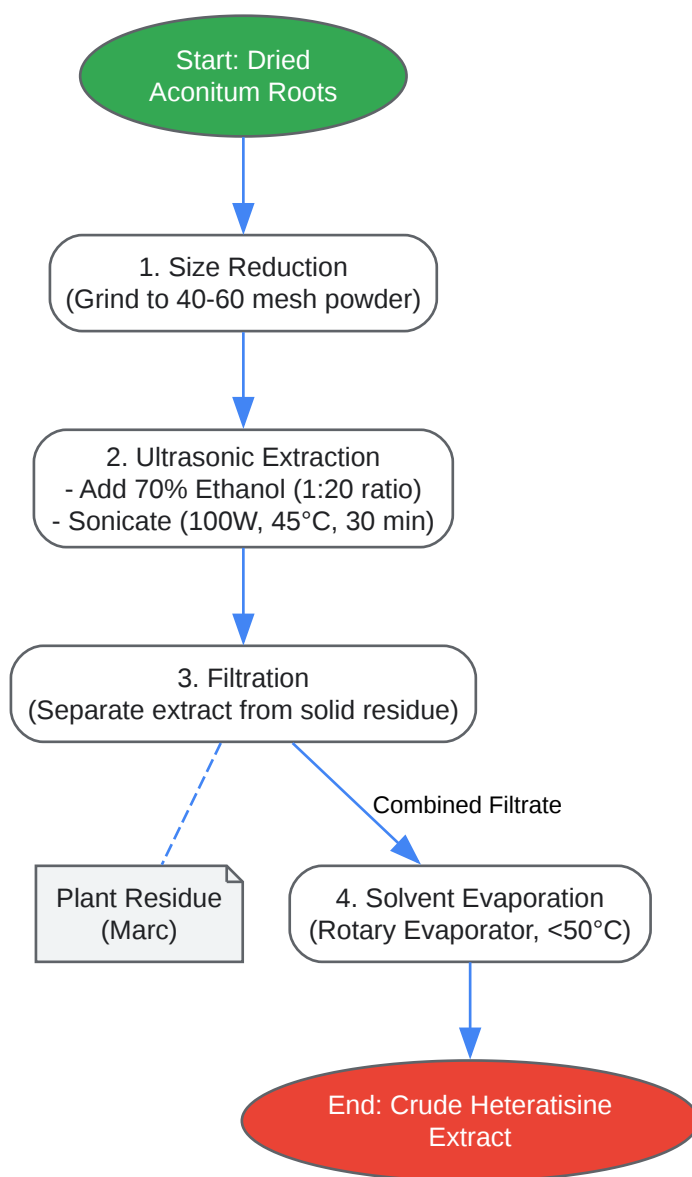 Start: Dried
Aconitum Roots
1. Size Reduction
(Grind to 40-60 mesh powder)
2. Ultrasonic Extraction
- Add 70% Ethanol (1:20 ratio)
- Sonicate (100W, 45°C, 30 min)
3. Filtration
(Separate extract from solid residue)
Combined Filtrate
Plant Residue
(Marc)
4. Solvent Evaporation
(Rotary Evaporator, <50°C)
End: Crude Heteratisine
Extract